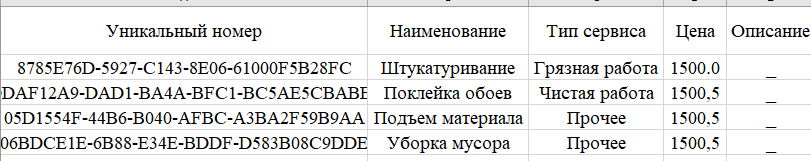 Уникальный номер Наименование Тип сервиса Цена Описание
8785E76D-5927-C143-8E06-61000F5B28FC Штукатуривание Грязная работа 1500.0 _
DAF12A9-DAD1-BA4A-BFC1-BC5AE5CBABE Поклейка обоев Чистая работа 1500,5 _
05D1554F-44B6-B040-AFBC-A3BA2F59B9AA Подъем материала Прочее 1500,5 _
06BDCE1E-6B88-E34E-BDDF-D583B08C9DDE Уборка мусора Прочее 1500,5 _